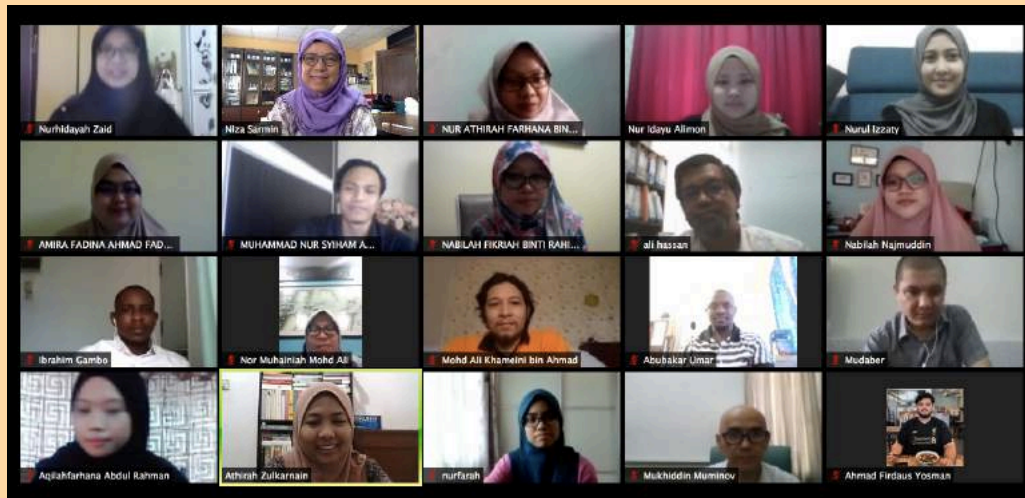 Nurhidayah Zaid
Niza Sarmin
NUR ATHIRAH FARHANA BIN...
Nur Idayu Alimon
Nurul Izzaty
AMIRA FADINA AHMAD FAD...
MUHAMMAD NUR SYIHAM A...
NABILAH FIKRIAH BINTI RAHI...
ali hassan
Nabilah Najmuddin
Ibrahim Gambo
Nor Muhainiah Mohd Ali
Mohd Ali Khameini bin Ahmad
Abubakar Umar
Mudaber
Aqilahfarhana Abdul Rahman
Athirah Zulkarnain
nurfarah
Mukhiddin Muminov
Ahmad Firdaus Yosman